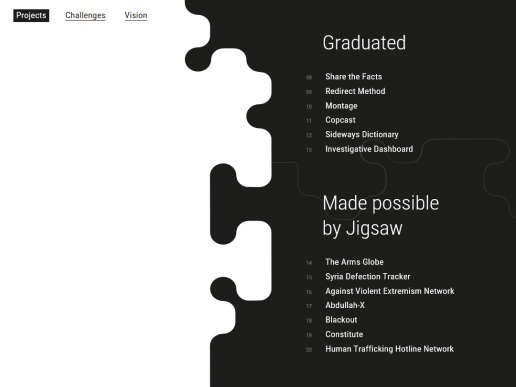 Projects Challenges Vision
Graduated
08 Share the Facts
09 Redirect Method
10 Montage
11 Copcast
12 Sideways Dictionary
13 Investigative Dashboard
Made possible
by Jigsaw
14 The Arms Globe
15 Syria Defection Tracker
16 Against Violent Extremism Network
17 Abdullah-X
18 Blackout
19 Constitute
20 Human Trafficking Hotline Network